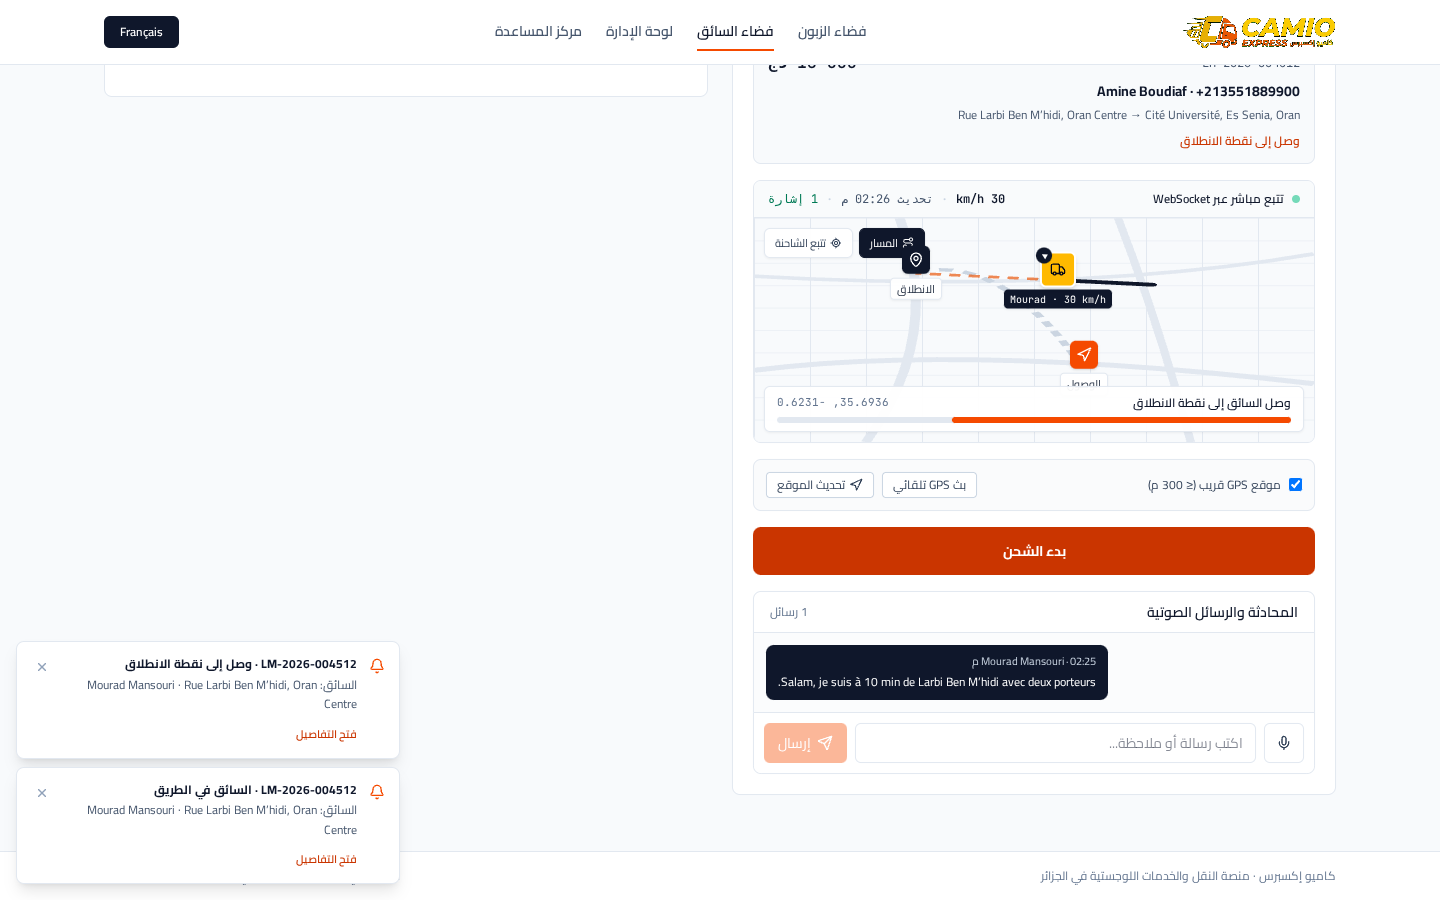 CAMIO
EXPRESS
فضاء الزبون
فضاء السائق
لوحة الإدارة
مركز المساعدة
Français
Amine Boudiaf · +213551889900
Rue Larbi Ben M'hidi, Oran Centre → Cité Université, Es Senia, Oran
وصل إلى نقطة الانطلاق
تتبع مباشر عبر WebSocket
30 km/h · تحديث 02:26 م · 1 إشارة
المسار
تتبع الشاحنة
الانطلاق
Mourad · 30 km/h
الوصول
وصل السائق إلى نقطة الانطلاق
35.6936, -0.6231
موقع GPS قريب (≤ 300 م)
بث GPS تلقائي
تحديث الموقع
بدء الشحن
المحادثة والرسائل الصوتية
1 رسائل
Mourad Mansouri · 02:25 م
Salam, je suis à 10 min de Larbi Ben M'hidi avec deux porteurs.
اكتب رسالة أو ملاحظة...
إرسال
LM-2026-004512 · وصل إلى نقطة الانطلاق
السائق: Mourad Mansouri · Rue Larbi Ben M'hidi, Oran
Centre
فتح التفاصيل
LM-2026-004512 · السائق في الطريق
السائق: Mourad Mansouri · Rue Larbi Ben M'hidi, Oran
Centre
فتح التفاصيل
كاميو إكسبرس · منصة النقل والخدمات اللوجستية في الجزائر